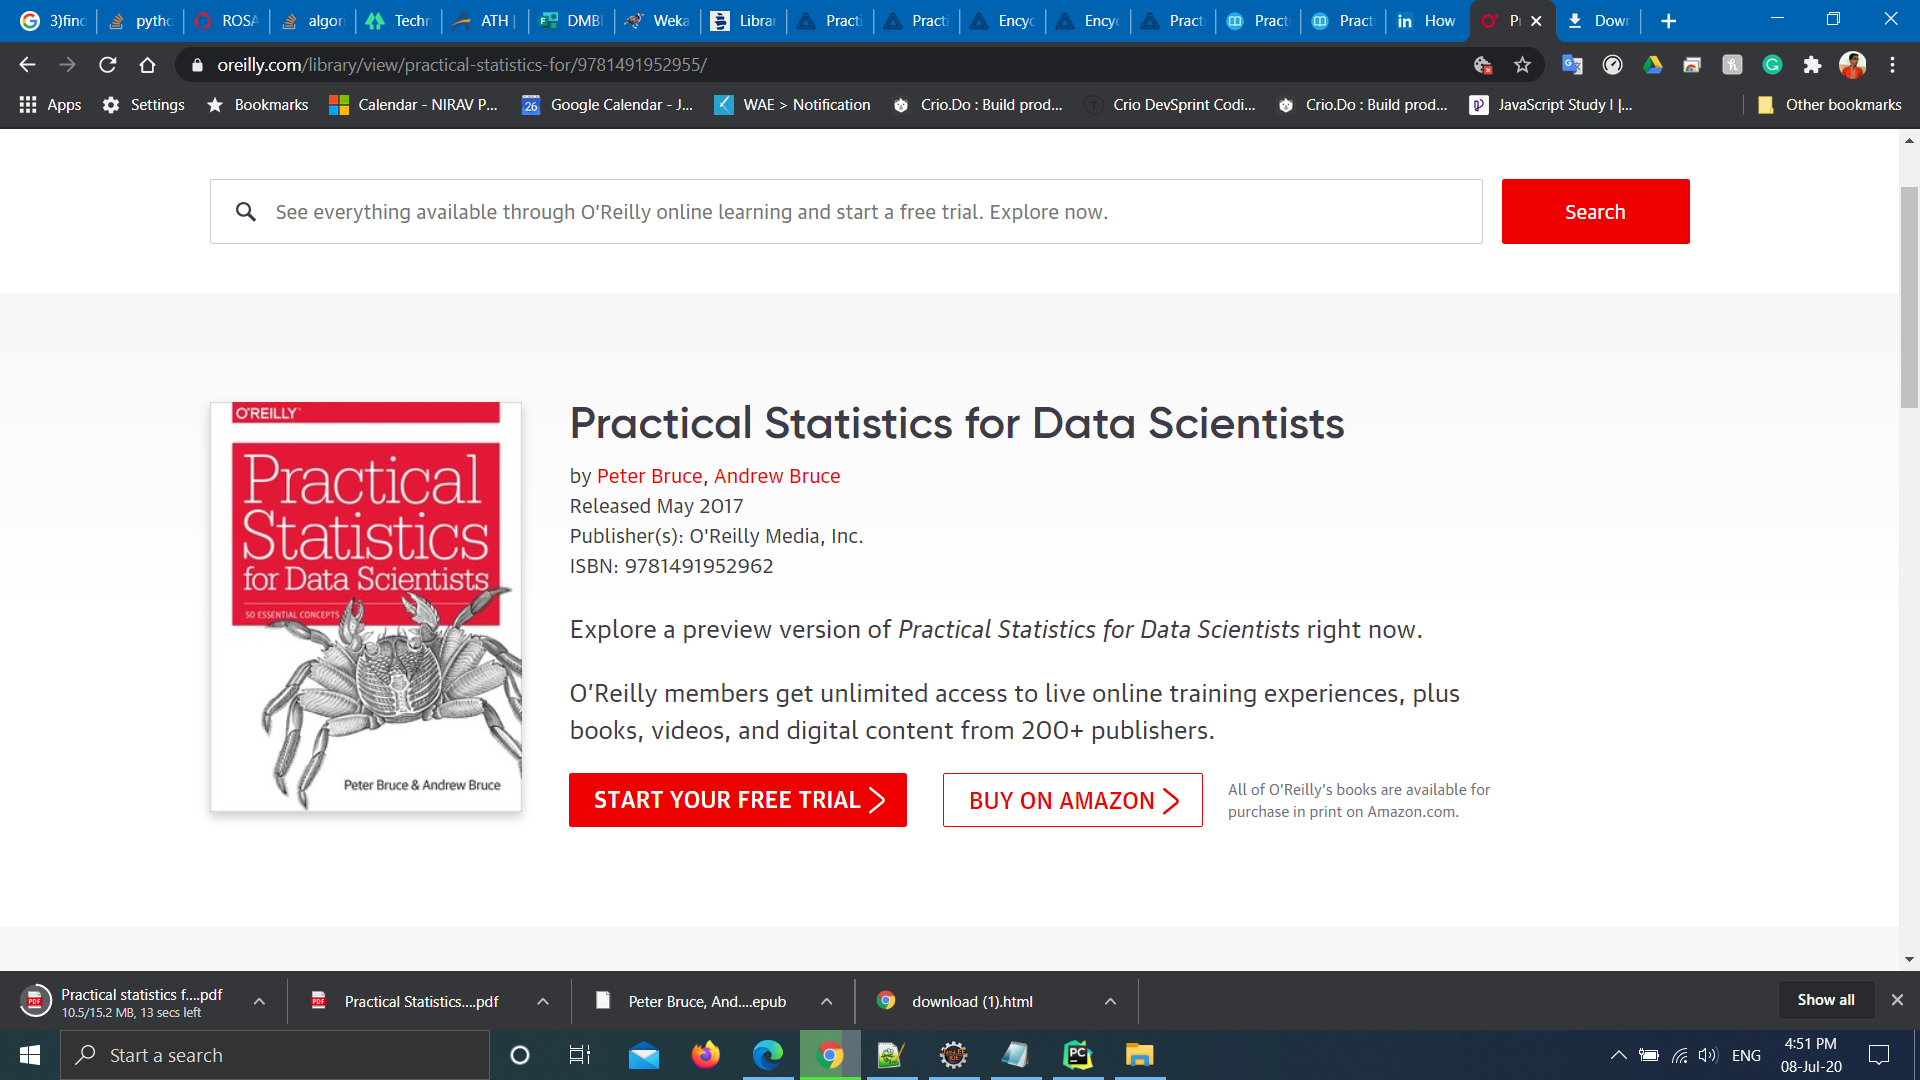 3)find
pytho
ROSA
algori
Techn
ATH |
DMBI
Weka
Librar
Practi
Practi
Ency
Ency
Practi
Practi
Practi
How
Pr
Down
oreilly.com/library/view/practical-statistics-for/9781491952955/
Apps
Settings
Bookmarks
Calendar - NIRAV P...
26
Google Calendar - J...
WAE > Notification
Crio.Do : Build prod...
Crio DevSprint Codi...
Crio.Do : Build prod...
JavaScript Study I |...
Other bookmarks
See everything available through O'Reilly online learning and start a free trial. Explore now.
Search
O'REILLY
Practical
Statistics
for Data Scientists
50 ESSENTIAL CONCEPTS
Peter Bruce & Andrew Bruce
Practical Statistics for Data Scientists
by Peter Bruce, Andrew Bruce
Released May 2017
Publisher(s): O'Reilly Media, Inc.
ISBN: 9781491952962
Explore a preview version of Practical Statistics for Data Scientists right now.
O'Reilly members get unlimited access to live online training experiences, plus
books, videos, and digital content from 200+ publishers.
START YOUR FREE TRIAL
BUY ON AMAZON
All of O'Reilly's books are available for
purchase in print on Amazon.com.
Practical statistics f....pdf
10.5/15.2 MB, 13 secs left
Practical Statistics....pdf
Peter Bruce, And....epub
download (1).html
Show all
Start a search
ENG
4:51 PM
08-Jul-20